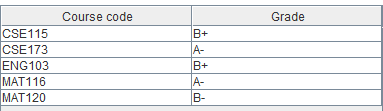 Course code Grade
CSE115 B+
CSE173 A-
ENG103 B+
MAT116 A-
MAT120 B-